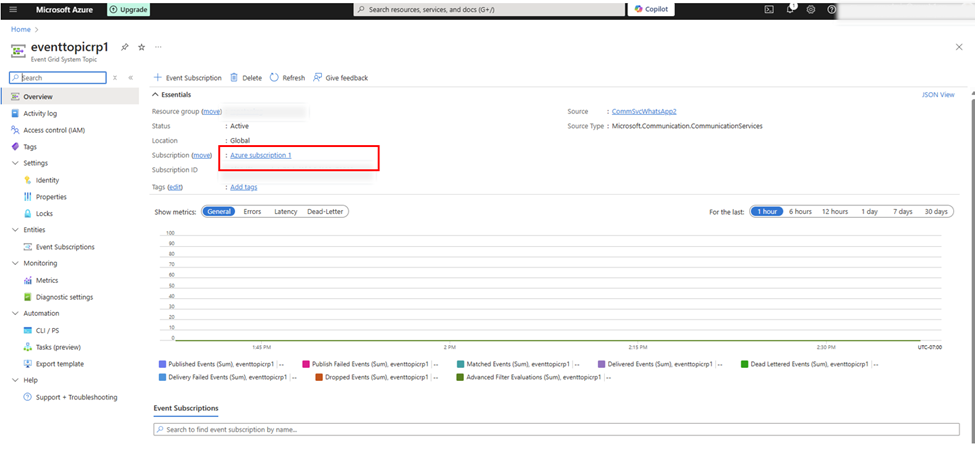 Microsoft Azure
Upgrade
Search resources, services, and docs (G+/)
Copilot
1
Home >
eventtopicrp1
Event Grid System Topic
Search
Overview
Activity log
Access control (IAM)
Tags
Settings
Identity
Properties
Locks
Entities
Event Subscriptions
Monitoring
Metrics
Diagnostic settings
Automation
CLI / PS
Tasks (preview)
Export template
Help
Support + Troubleshooting
+ Event Subscription Delete Refresh Give feedback
Essentials
JSON View
Resource group (move)
Status : Active
Location : Global
Subscription (move) : Azure subscription 1
Subscription ID
Tags (edit) : Add tags
Source : CommSvcWhatsApp2
Source Type : Microsoft.Communication.CommunicationServices
Show metrics: General Errors Latency Dead-Letter
For the last: 1 hour 6 hours 12 hours 1 day 7 days 30 days
100
90
80
70
60
50
40
30
20
10
0
1:45 PM 2 PM 2:15 PM 2:30 PM UTC-07:00
Published Events (Sum), eventtopicrp1 | -- Publish Failed Events (Sum), eventtopicrp1 | -- Matched Events (Sum), eventtopicrp1 | -- Delivered Events (Sum), eventtopicrp1 | -- Dead Lettered Events (Sum), eventtopicrp1 | --
Delivery Failed Events (Sum), eventtopicrp1 | -- Dropped Events (Sum), eventtopicrp1 | -- Advanced Filter Evaluations (Sum), eventtopicrp1 | --
Event Subscriptions
Search to find event subscription by name...